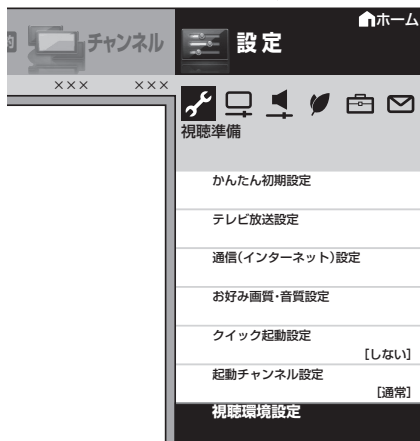 ホーム
的 チャンネル 設定
××× ×××
視聴準備
かんたん初期設定
テレビ放送設定
通信(インターネット)設定
お好み画質・音質設定
クイック起動設定
[しない]
起動チャンネル設定
[通常]
視聴環境設定